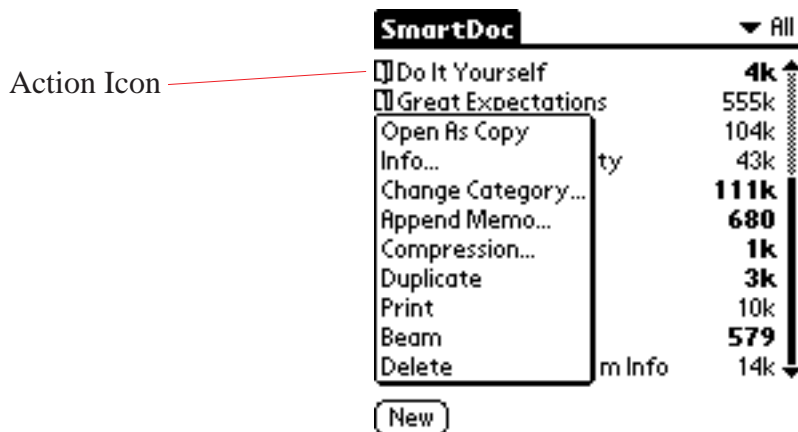 SmartDoc All
Action Icon
Do It Yourself 4k
Great Expectations 555k
Open As Copy 104k
Info... ty 43k
Change Category... 111k
Append Memo... 680
Compression... 1k
Duplicate 3k
Print 10k
Beam 579
Delete m Info 14k
New